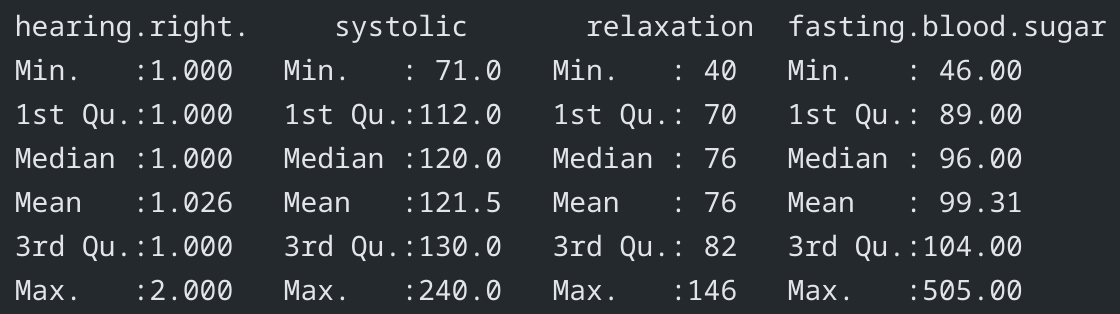 hearing.right.     systolic       relaxation  fasting.blood.sugar
Min.   :1.000   Min.   : 71.0   Min.   : 40   Min.   : 46.00
1st Qu.:1.000   1st Qu.:112.0   1st Qu.: 70   1st Qu.: 89.00
Median :1.000   Median :120.0   Median : 76   Median : 96.00
Mean   :1.026   Mean   :121.5   Mean   : 76   Mean   : 99.31
3rd Qu.:1.000   3rd Qu.:130.0   3rd Qu.: 82   3rd Qu.:104.00
Max.   :2.000   Max.   :240.0   Max.   :146   Max.   :505.00